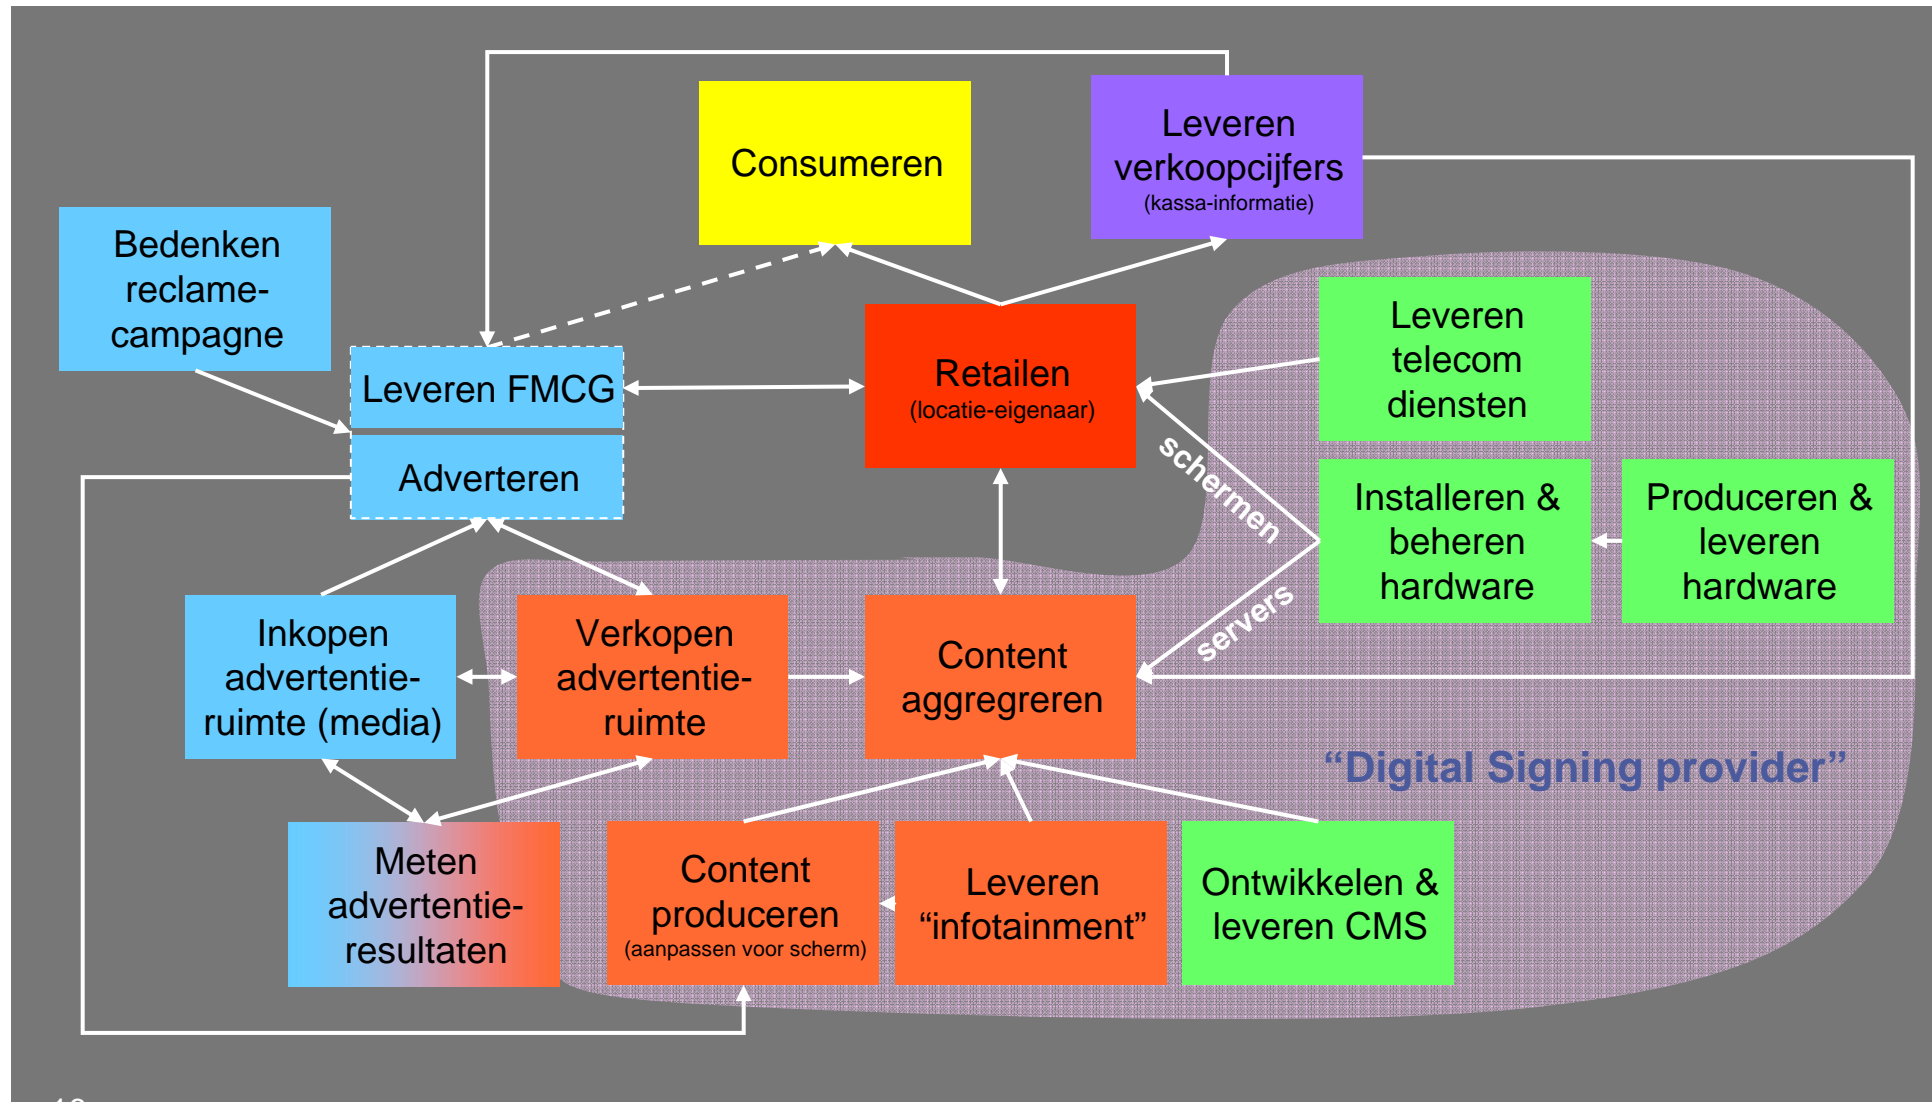 Consumeren
Leveren
verkoopcijfers
(kassa-informatie)
Bedenken
reclame-
campagne
Leveren FMCG
Adverteren
Retailen
(locatie-eigenaar)
Leveren
telecom
diensten
schermen
Installeren &
beheren
hardware
Produceren &
leveren
hardware
servers
Inkopen
advertentie-
ruimte (media)
Verkopen
advertentie-
ruimte
Content
aggregreren
“Digital Signing provider”
Meten
advertentie-
resultaten
Content
produceren
(aanpassen voor scherm)
Leveren
“infotainment”
Ontwikkelen &
leveren CMS